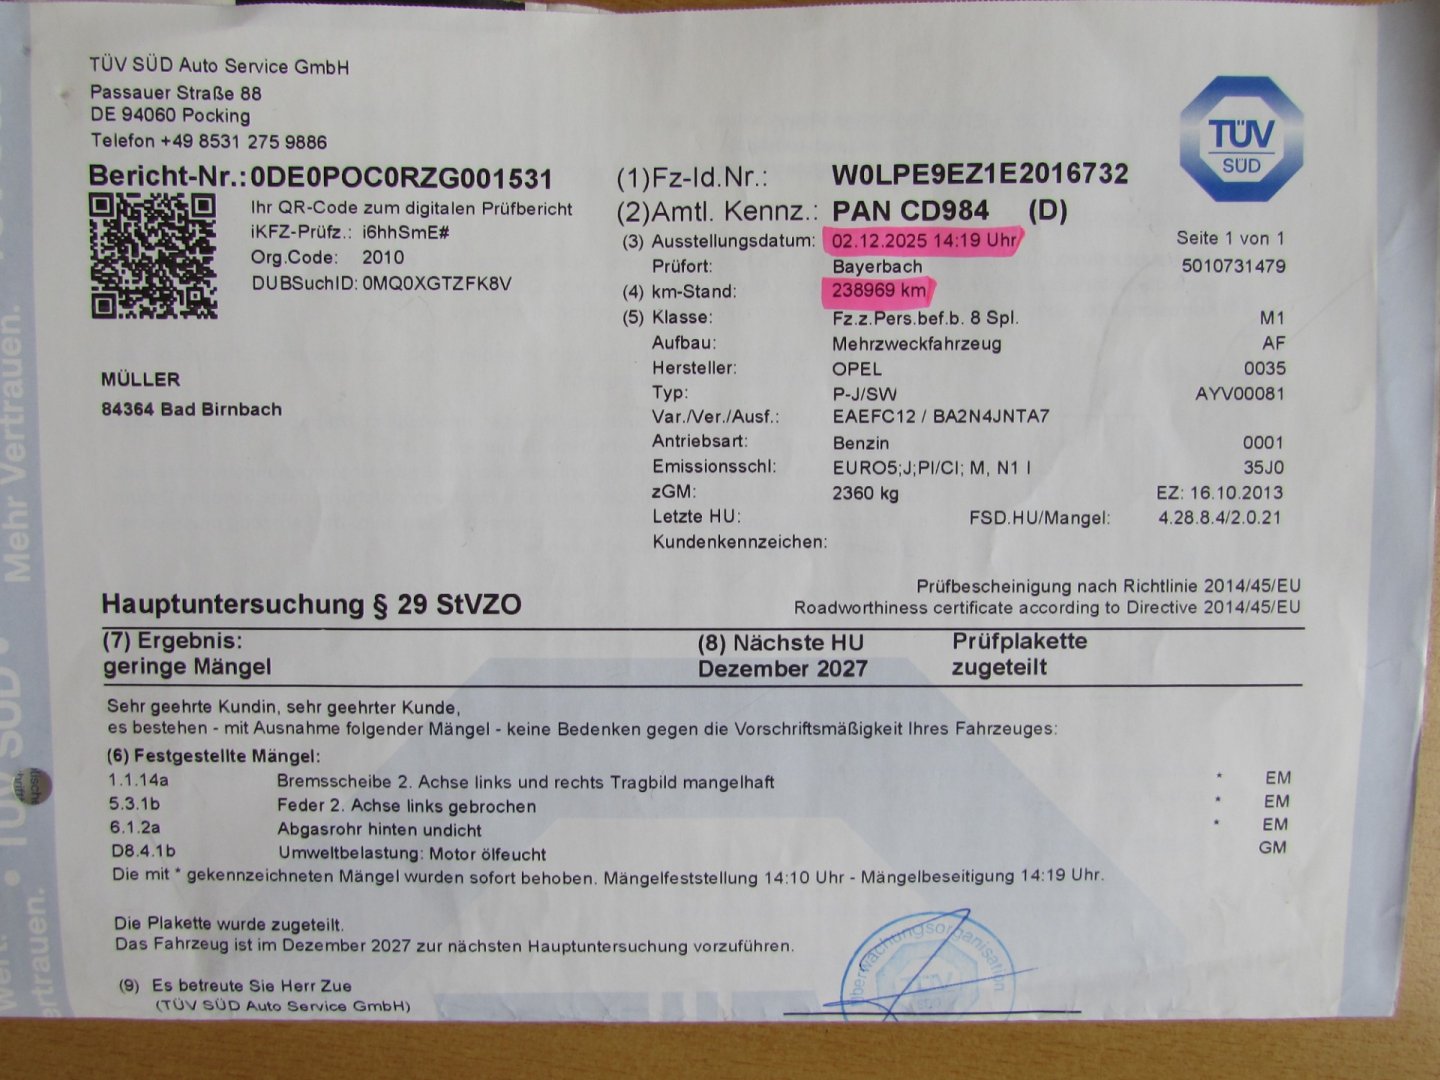 TÜV SÜD Auto Service GmbH
Passauer Straße 88
DE 94060 Pocking
Telefon +49 8531 275 9886
TÜV
SÜD
Bericht-Nr.: 0DE0POC0RZG001531
Ihr QR-Code zum digitalen Prüfbericht
iKFZ-Prüfz.: i6hhSmE#
Org.Code: 2010
DUBSuchID: 0MQ0XGTZFK8V
MÜLLER
84364 Bad Birnbach
(1) Fz-Id.Nr.: W0LPE9EZ1E2016732
(2) Amtl. Kennz.: PAN CD984 (D)
(3) Ausstellungsdatum: 02.12.2025 14:19 Uhr Seite 1 von 1
Prüfort: Bayerbach 5010731479
(4) km-Stand: 238969 km
(5) Klasse: Fz.z.Pers.bef.b. 8 Spl. M1
Aufbau: Mehrzweckfahrzeug AF
Hersteller: OPEL 0035
Typ: P-J/SW AYV00081
Var./Ver./Ausf.: EAEFC12 / BA2N4JNTA7
Antriebsart: Benzin 0001
Emissionsschl: EURO5;J;PI/CI; M, N1 I 35J0
zGM: 2360 kg EZ: 16.10.2013
Letzte HU: FSD.HU/Mangel: 4.28.8.4/2.0.21
Kundenkennzeichen:
Prüfbescheinigung nach Richtlinie 2014/45/EU
Hauptuntersuchung § 29 StVZO
Roadworthiness certificate according to Directive 2014/45/EU
(7) Ergebnis: (8) Nächste HU Prüfplakette
geringe Mängel Dezember 2027 zugeteilt
Sehr geehrte Kundin, sehr geehrter Kunde,
es bestehen - mit Ausnahme folgender Mängel - keine Bedenken gegen die Vorschriftsmäßigkeit Ihres Fahrzeuges:
(6) Festgestellte Mängel:
1.1.14a Bremsscheibe 2. Achse links und rechts Tragbild mangelhaft * EM
5.3.1b Feder 2. Achse links gebrochen * EM
6.1.2a Abgasrohr hinten undicht * EM
D8.4.1b Umweltbelastung: Motor ölfeucht GM
Die mit * gekennzeichneten Mängel wurden sofort behoben. Mängelfeststellung 14:10 Uhr - Mängelbeseitigung 14:19 Uhr.
Die Plakette wurde zugeteilt.
Das Fahrzeug ist im Dezember 2027 zur nächsten Hauptuntersuchung vorzuführen.
(9) Es betreute Sie Herr Zue
(TÜV SÜD Auto Service GmbH)
Überwachungsorganisation
TÜV
SÜD
Mehr Vertrauen.
TÜV SÜD